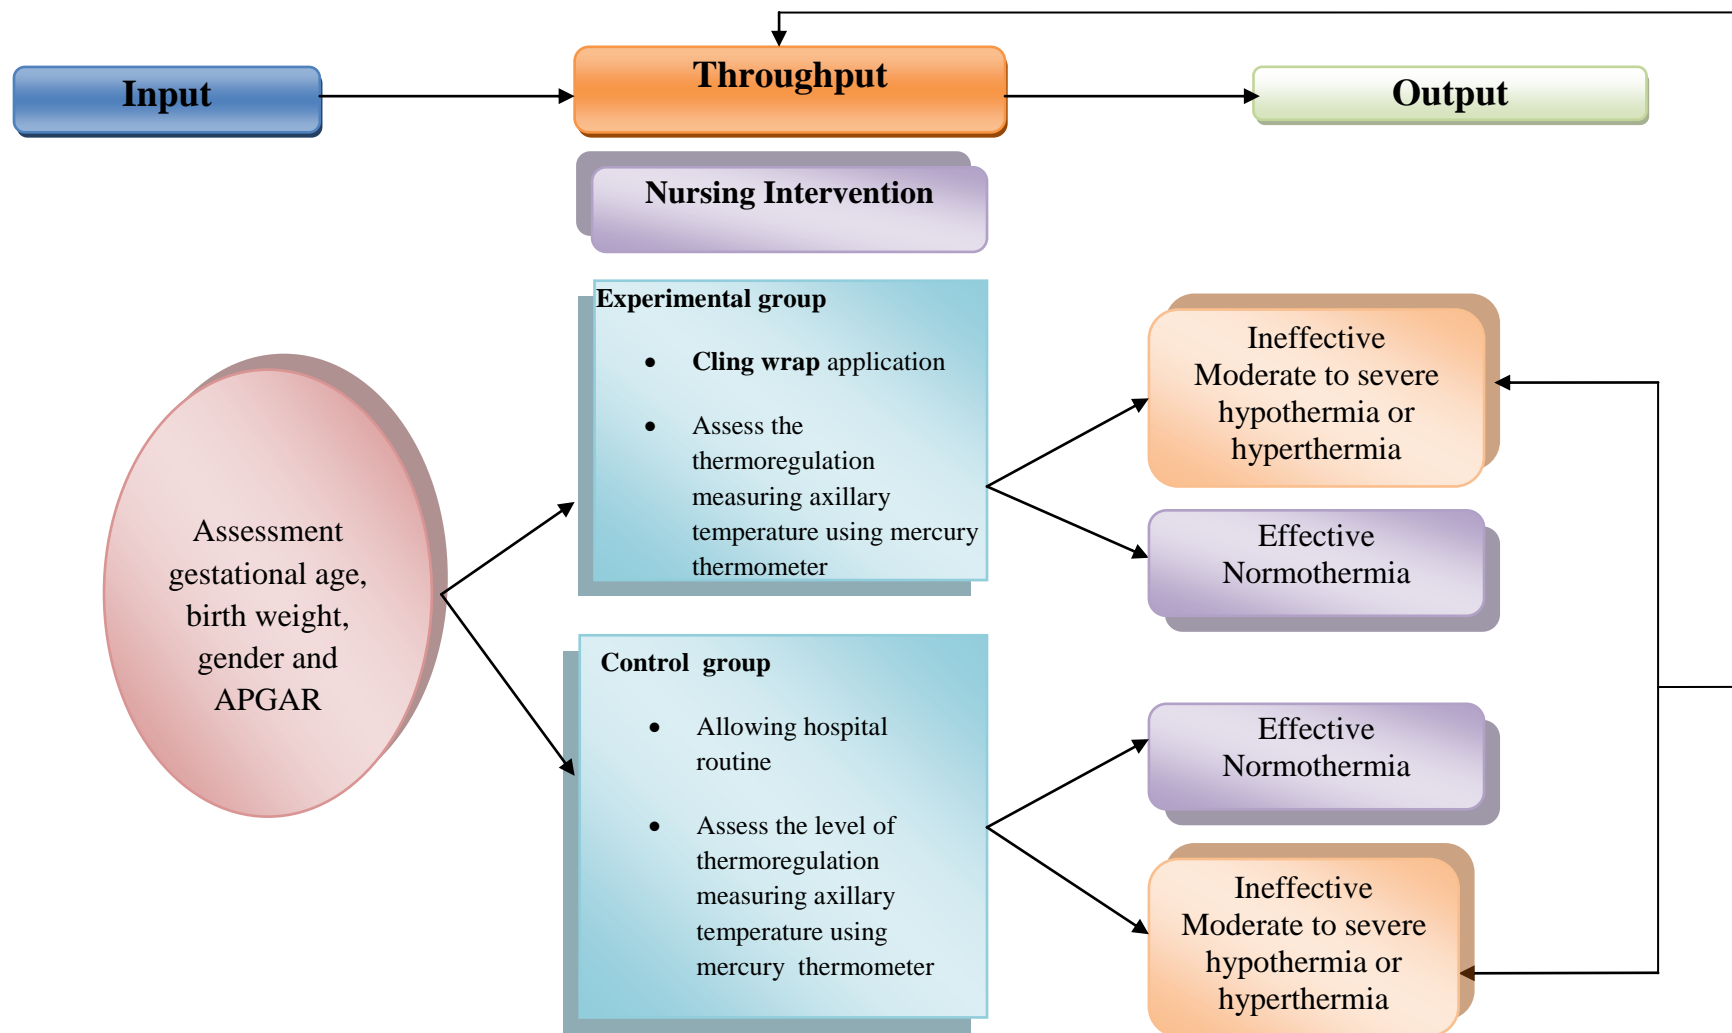 Input
Throughput
Output
Nursing Intervention
Assessment
gestational age,
birth weight,
gender and
APGAR
Experimental group
• Cling wrap application
• Assess the
thermoregulation
measuring axillary
temperature using mercury
thermometer
Control group
• Allowing hospital
routine
• Assess the level of
thermoregulation
measuring axillary
temperature using
mercury thermometer
Ineffective
Moderate to severe
hypothermia or
hyperthermia
Effective
Normothermia
Effective
Normothermia
Ineffective
Moderate to severe
hypothermia or
hyperthermia